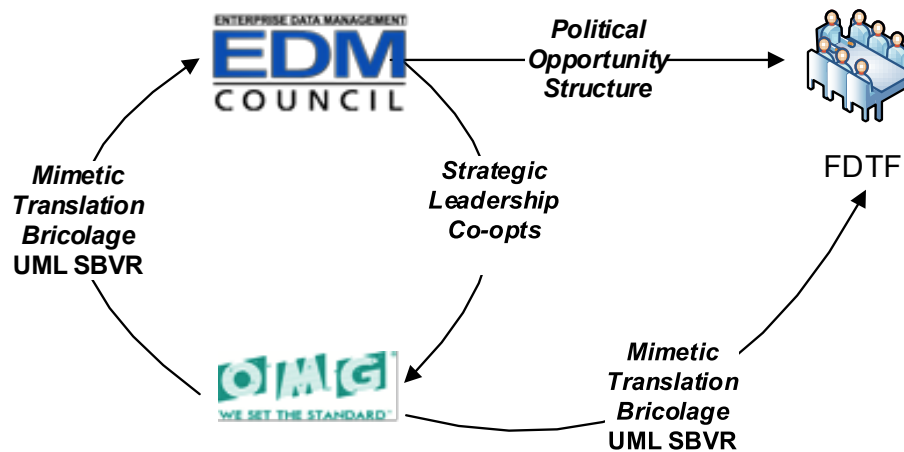 ENTERPRISE DATA MANAGEMENT
EDM
COUNCIL
Political
Opportunity
Structure
FDTF
Mimetic
Translation
Bricolage
UML SBVR
Strategic
Leadership
Co-opts
OMG
WE SET THE STANDARD™
Mimetic
Translation
Bricolage
UML SBVR